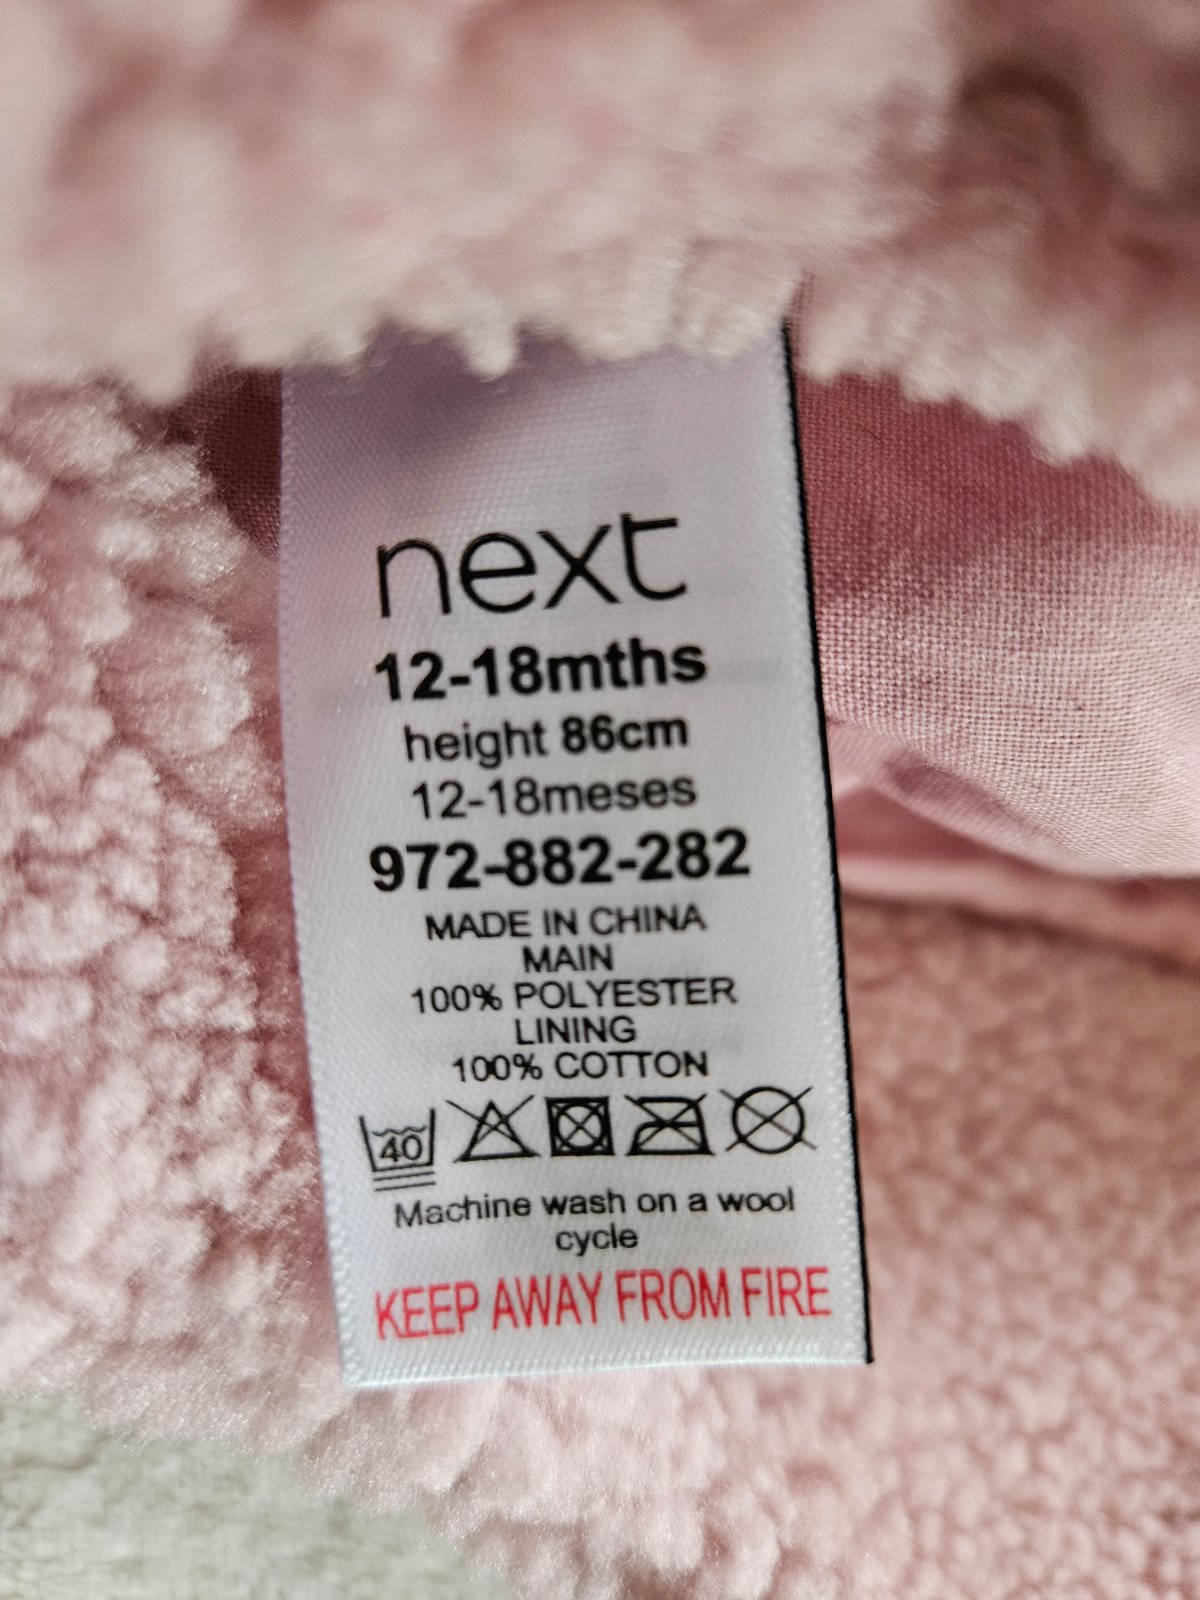 next
12-18mths
height 86cm
12-18meses
972-882-282
MADE IN CHINA
MAIN
100% POLYESTER
LINING
100% COTTON
40
Machine wash on a wool
cycle
KEEP AWAY FROM FIRE